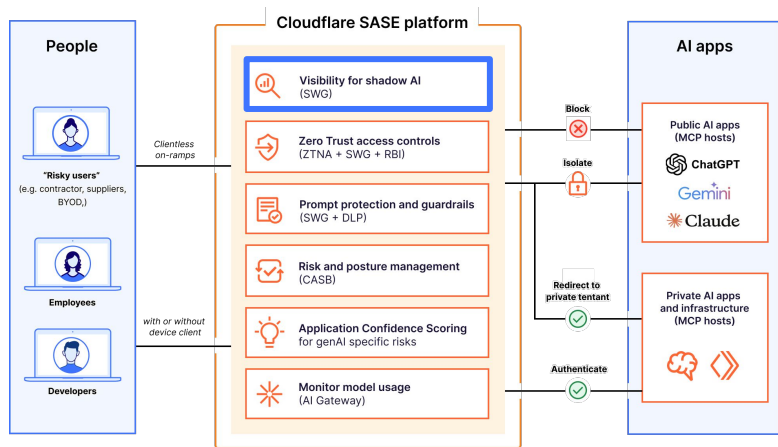 Cloudflare SASE platform
People
"Risky users"
(e.g. contractor, suppliers,
BYOD,)
Employees
Developers
Clientless
on-ramps
with or without
device client
Visibility for shadow AI
(SWG)
Zero Trust access controls
(ZTNA + SWG + RBI)
Prompt protection and guardrails
(SWG + DLP)
Risk and posture management
(CASB)
Application Confidence Scoring
for genAI specific risks
Monitor model usage
(AI Gateway)
Block
Isolate
Redirect to
private tentant
Authenticate
AI apps
Public AI apps
(MCP hosts)
ChatGPT
Gemini
Claude
Private AI apps
and infrastructure
(MCP hosts)